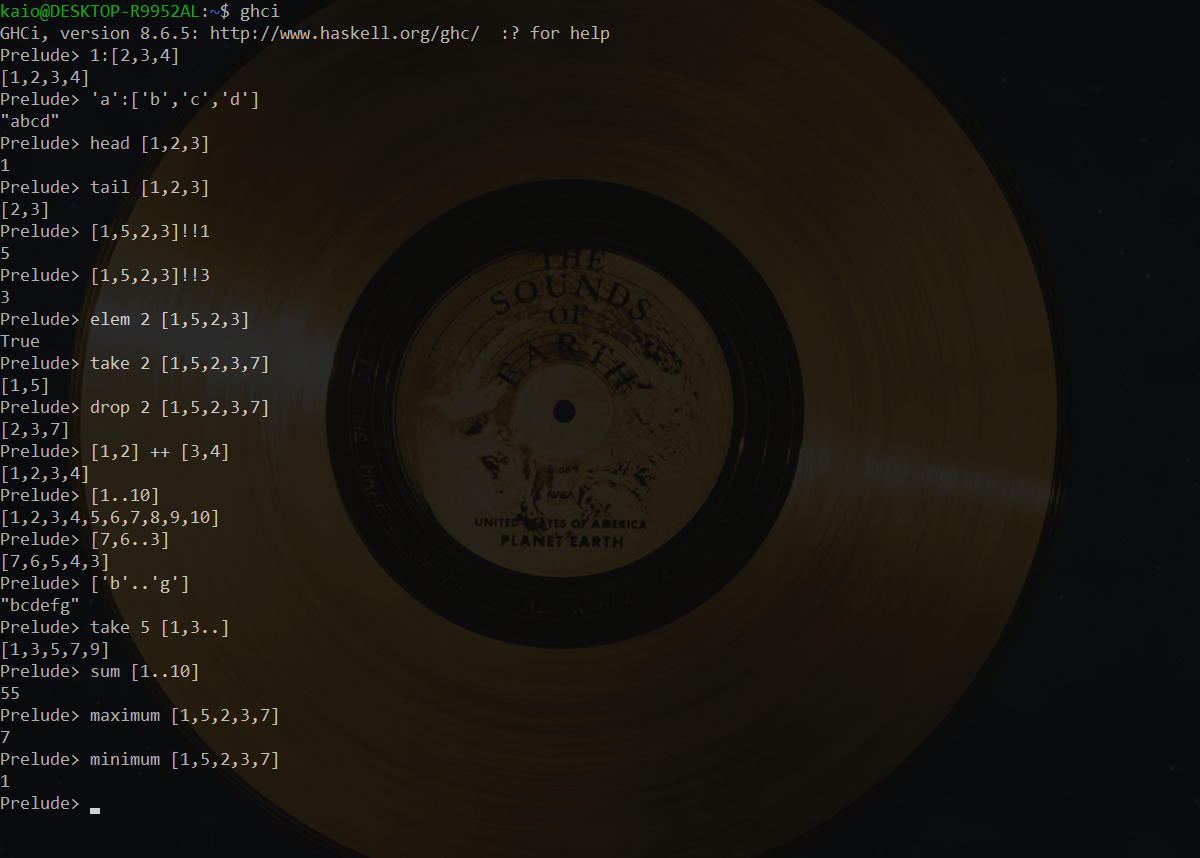 kaio@DESKTOP-R9952AL:~$ ghci
GHCi, version 8.6.5: http://www.haskell.org/ghc/  :? for help
Prelude> 1:[2,3,4]
[1,2,3,4]
Prelude> 'a':['b','c','d']
"abcd"
Prelude> head [1,2,3]
1
Prelude> tail [1,2,3]
[2,3]
Prelude> [1,5,2,3]!!1
5
Prelude> [1,5,2,3]!!3
3
Prelude> elem 2 [1,5,2,3]
True
Prelude> take 2 [1,5,2,3,7]
[1,5]
Prelude> drop 2 [1,5,2,3,7]
[2,3,7]
Prelude> [1,2] ++ [3,4]
[1,2,3,4]
Prelude> [1..10]
[1,2,3,4,5,6,7,8,9,10]
Prelude> [7,6..3]
[7,6,5,4,3]
Prelude> ['b'..'g']
"bcdefg"
Prelude> take 5 [1,3..]
[1,3,5,7,9]
Prelude> sum [1..10]
55
Prelude> maximum [1,5,2,3,7]
7
Prelude> minimum [1,5,2,3,7]
1
Prelude>
THE
SOUNDS
OF
EARTH
Side 1
NASA
UNITED STATES OF AMERICA
PLANET EARTH
TO THE MAKERS OF MUSIC